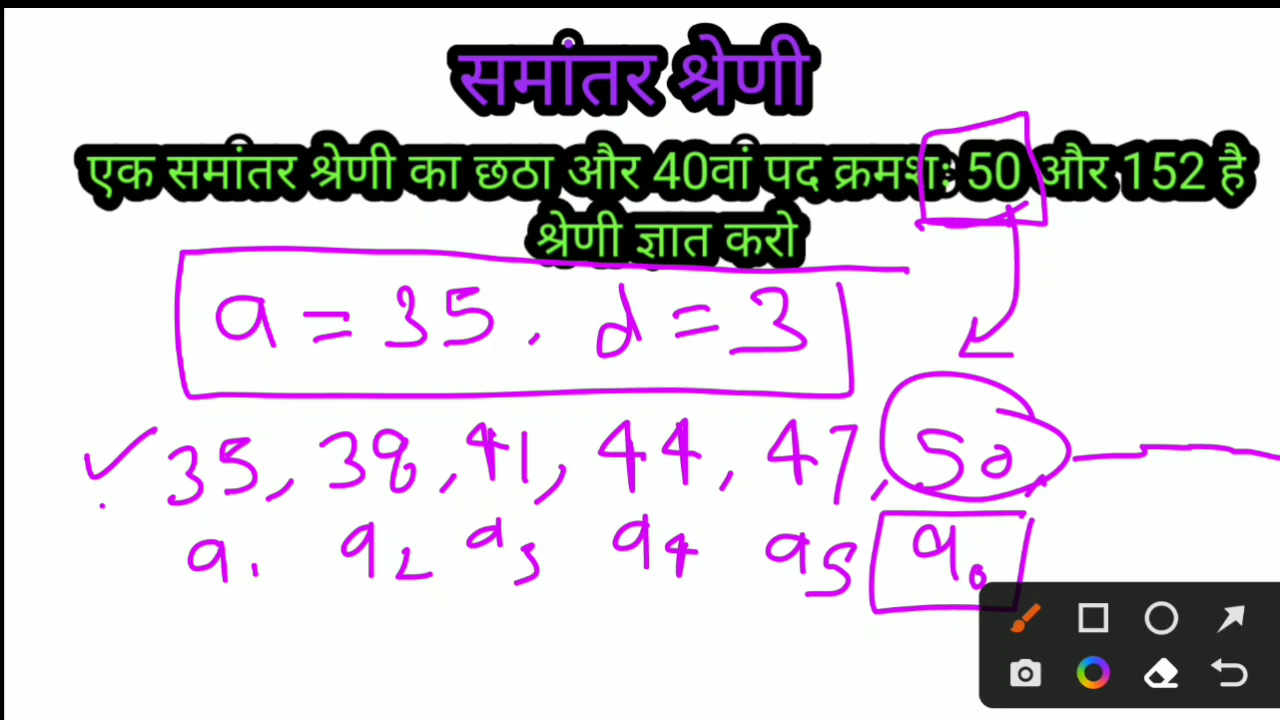 समांतर श्रेणी
एक समांतर श्रेणी का छठा और 40वां पद क्रमशः 50 और 152 है
श्रेणी ज्ञात करो
a = 35, d = 3
35, 38, 41, 44, 47, 50,
a1 a2 a3 a4 a5 a6